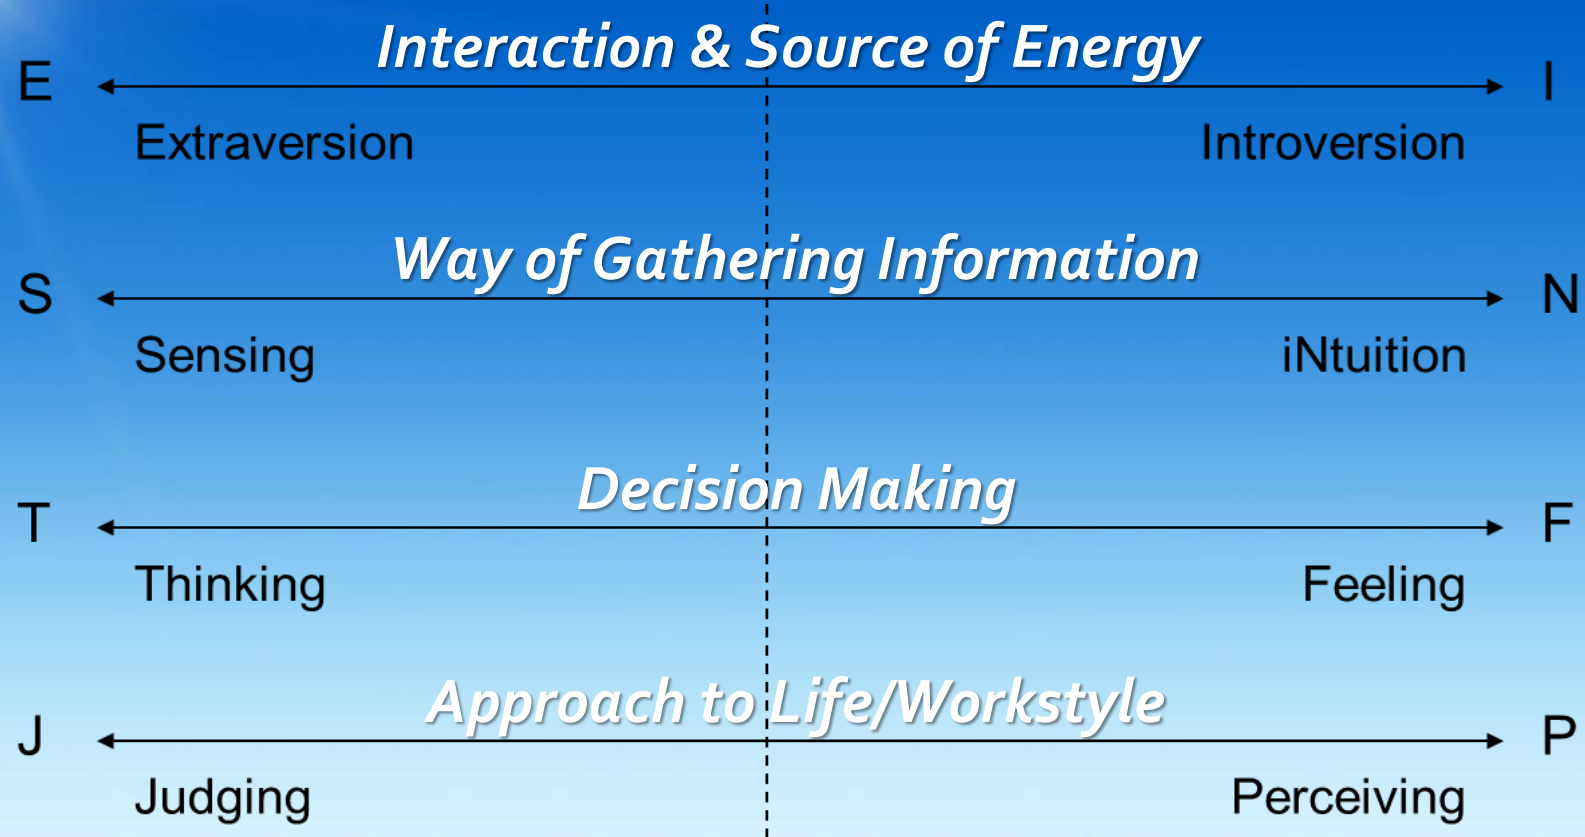 Interaction & Source of Energy
E I
Extraversion Introversion
Way of Gathering Information
S N
Sensing iNtuition
Decision Making
T F
Thinking Feeling
Approach to Life/Workstyle
J P
Judging Perceiving